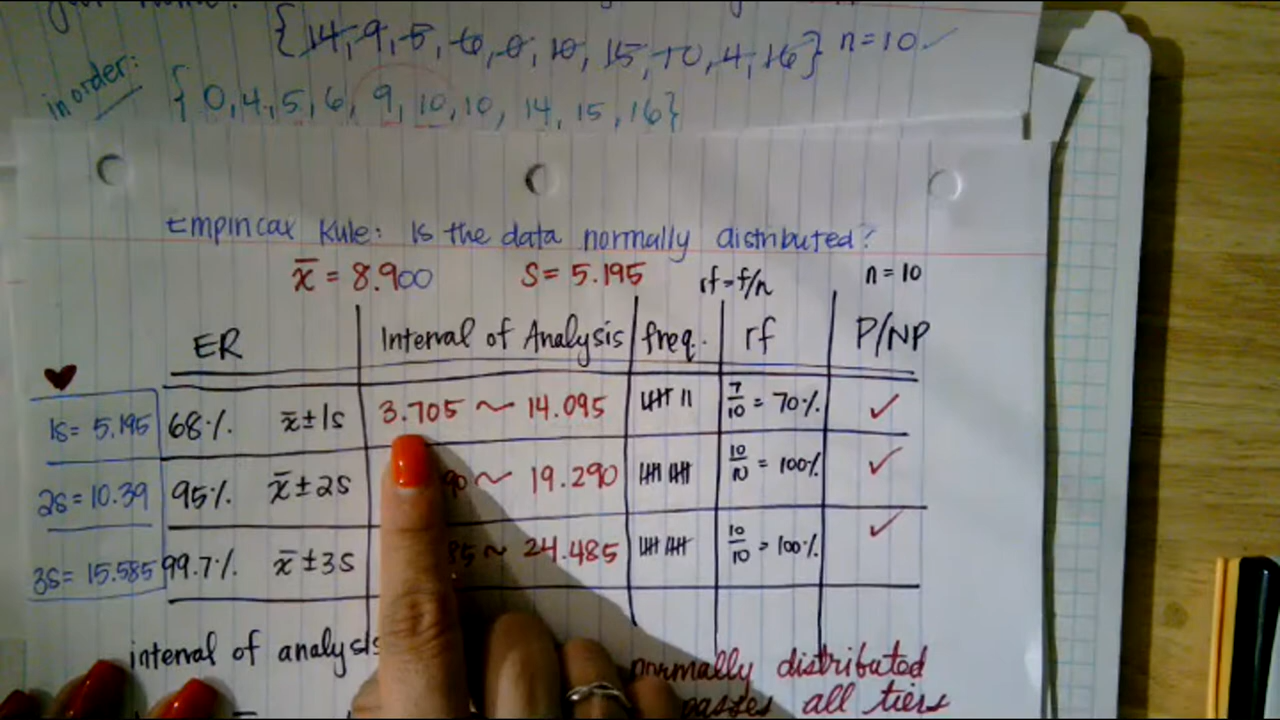 {14, 9, 5, 6, 0, 10, 15, 10, 4, 16} n=10 ✓
in order:
{0, 4, 5, 6, 9, 10, 10, 14, 15, 16}
Is the data normally distributed?
x̄ = 8.900 S = 5.195 rf = f/n n = 10
ER Interval of Analysis freq. rf P/NP
1s = 5.195 68% x̄ ± 1s 3.705 ~ 14.095 7/10 = 70% ✓
2s = 10.39 95% x̄ ± 2s 90 ~ 19.290 10/10 = 100% ✓
3s = 15.585 99.7% x̄ ± 3s 85 ~ 24.485 10/10 = 100% ✓
interval of analysis
normally distributed
passes all tiers